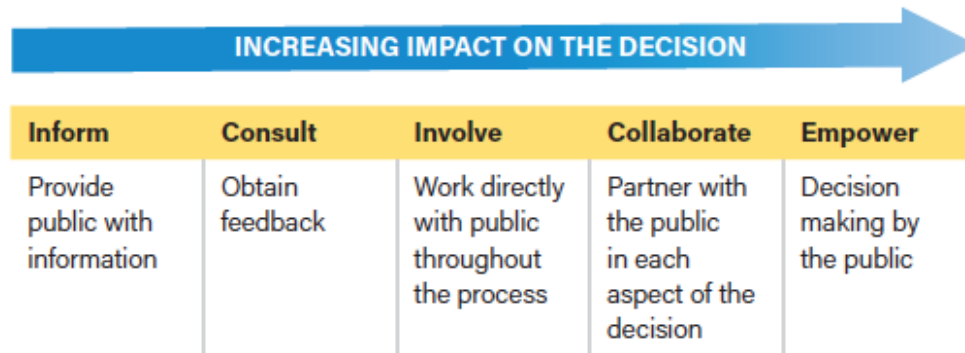 INCREASING IMPACT ON THE DECISION
Inform
Consult
Involve
Collaborate
Empower
Provide
public with
information
Obtain
feedback
Work directly
with public
throughout
the process
Partner with
the public
in each
aspect of the
decision
Decision
making by
the public